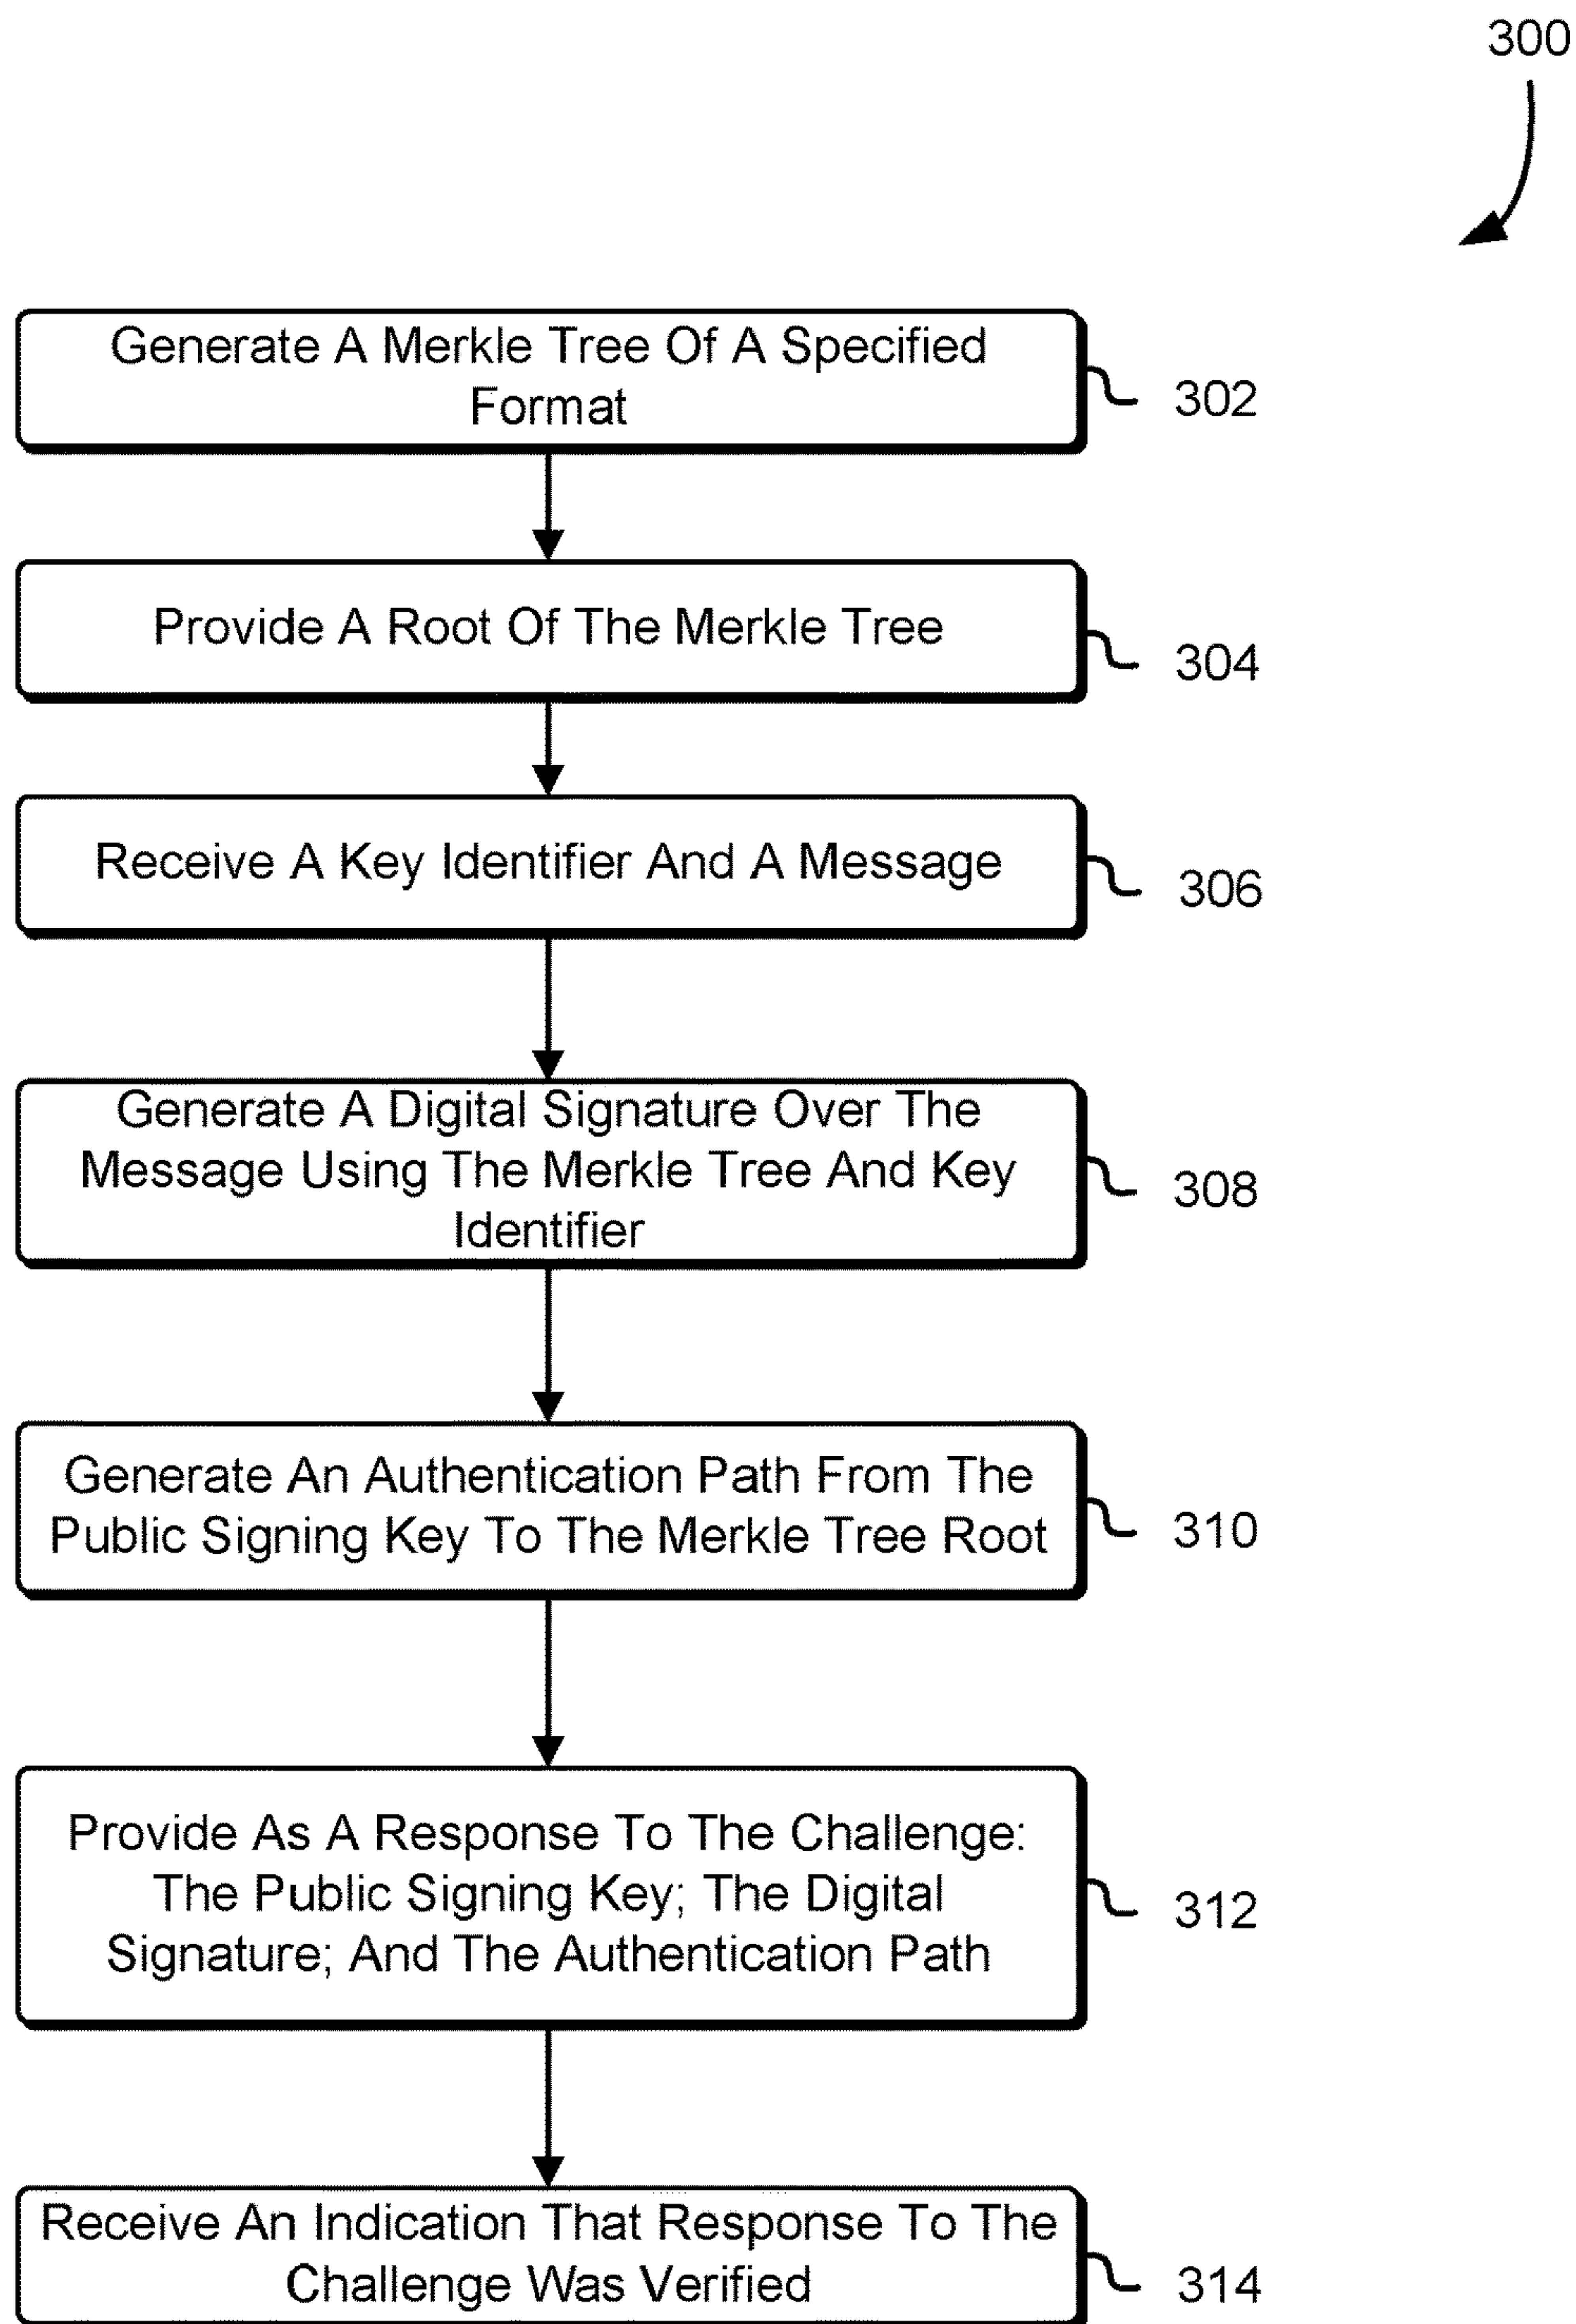 300
Generate A Merkle Tree Of A Specified
Format
302
Provide A Root Of The Merkle Tree
304
Receive A Key Identifier And A Message
306
Generate A Digital Signature Over The
Message Using The Merkle Tree And Key
Identifier
308
Generate An Authentication Path From The
Public Signing Key To The Merkle Tree Root
310
Provide As A Response To The Challenge:
The Public Signing Key; The Digital
Signature; And The Authentication Path
312
Receive An Indication That Response To The
Challenge Was Verified
314